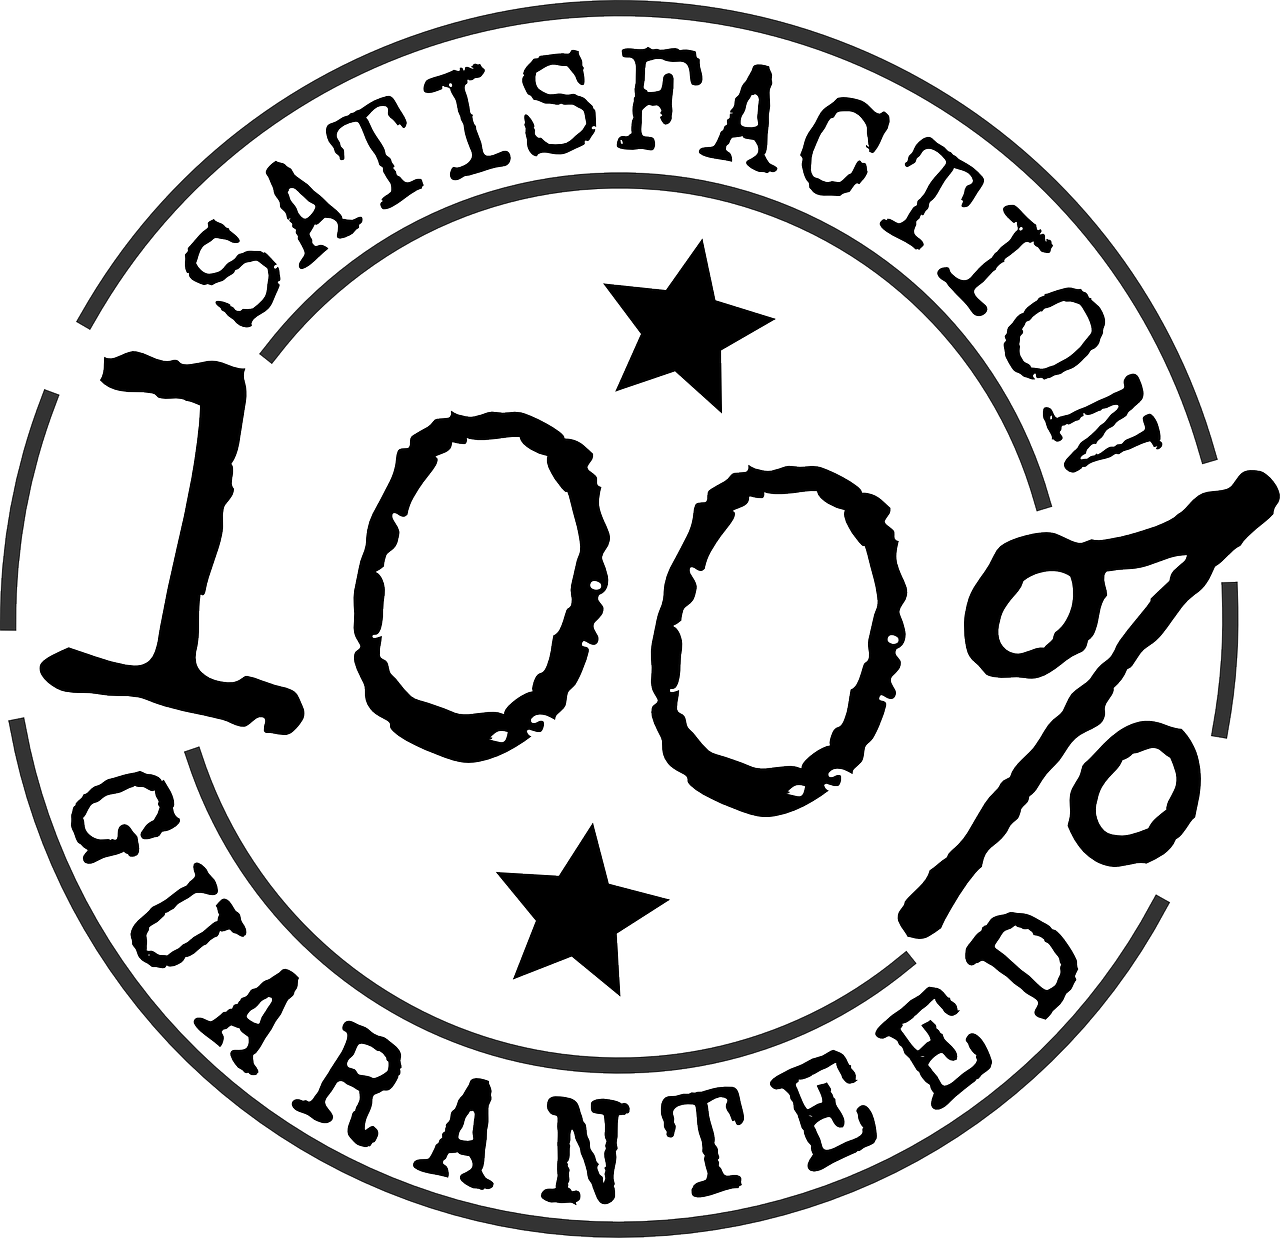 SATISFACTION
100%
GUARANTEED